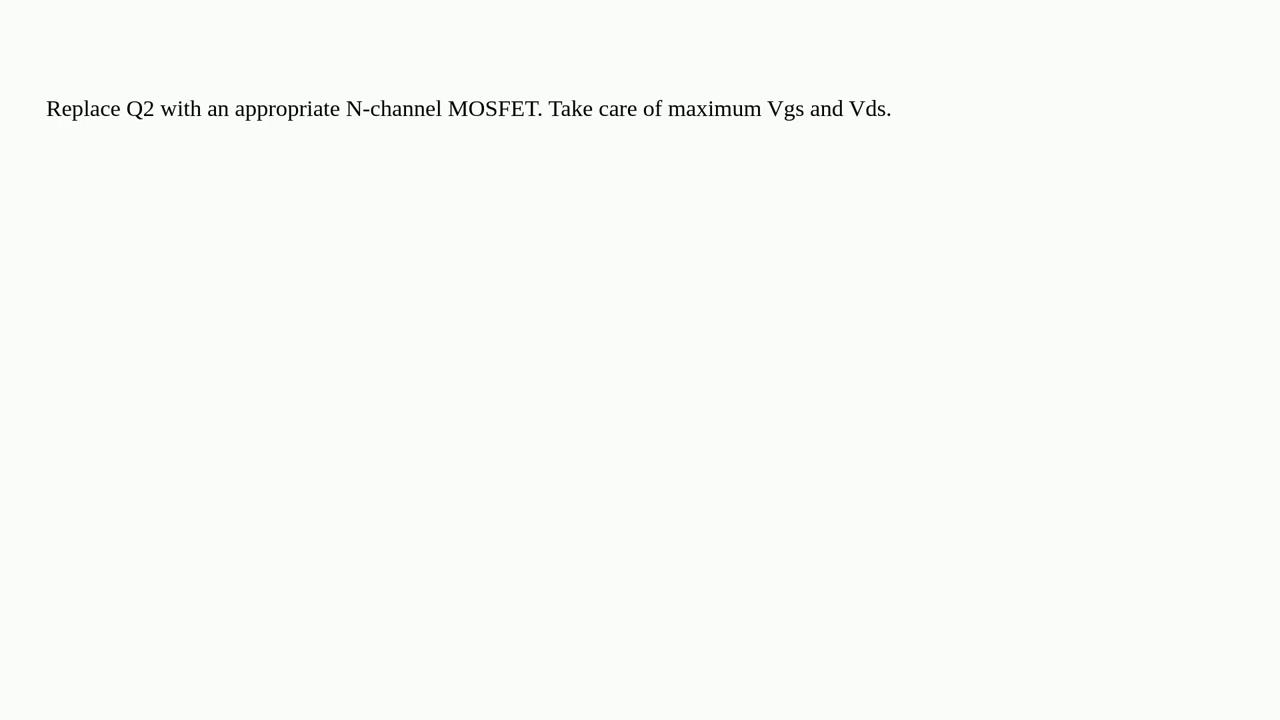 Replace Q2 with an appropriate N-channel MOSFET. Take care of maximum Vgs and Vds.